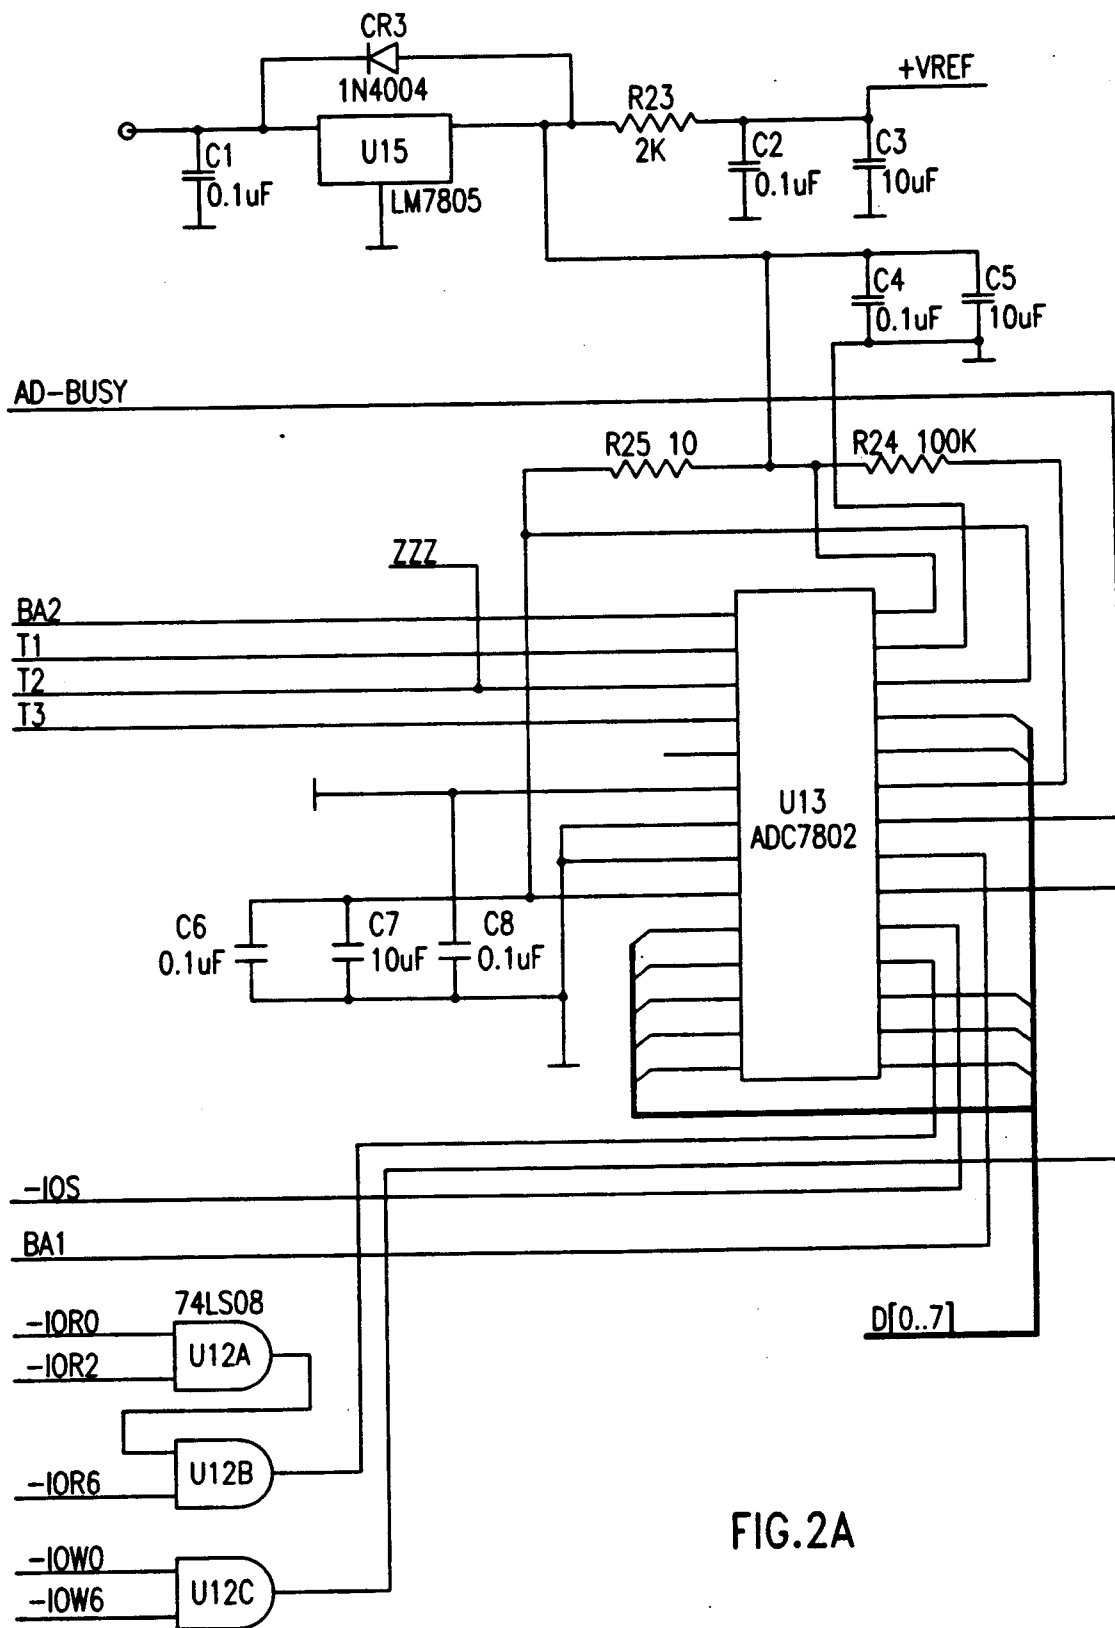 CR3
1N4004
+VREF
R23
2K
U15
LM7805
C1
0.1uF
C2
0.1uF
C3
10uF
C4
0.1uF
C5
10uF
AD-BUSY
R25 10
R24 100K
ZZZ
BA2
T1
T2
T3
U13
ADC7802
C6
0.1uF
C7
10uF
C8
0.1uF
-IOS
BA1
74LS08
-IOR0
U12A
-IOR2
D[0..7]
U12B
-IOR6
-IOW0
U12C
-IOW6
FIG.2A